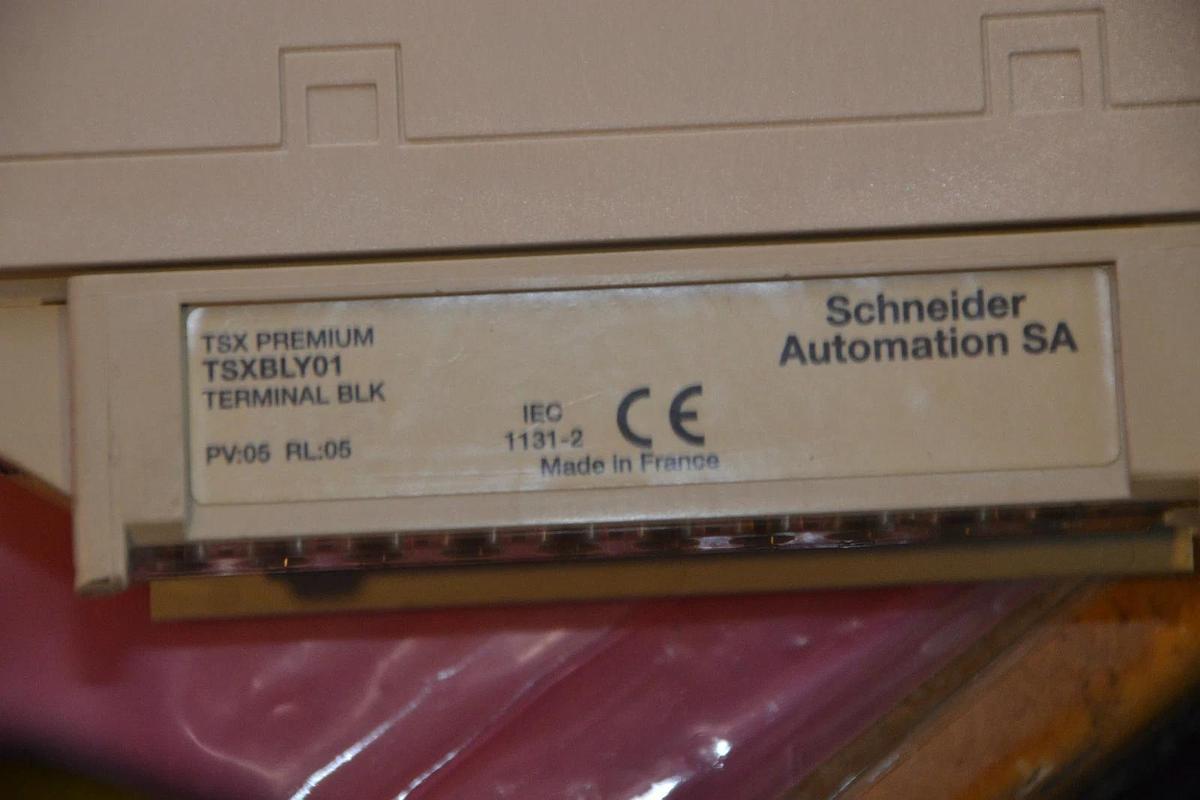 TSX PREMIUM
TSXBLY01
TERMINAL BLK
PV:05 RL:05
IEC
1131-2
CE
Made in France
Schneider
Automation SA